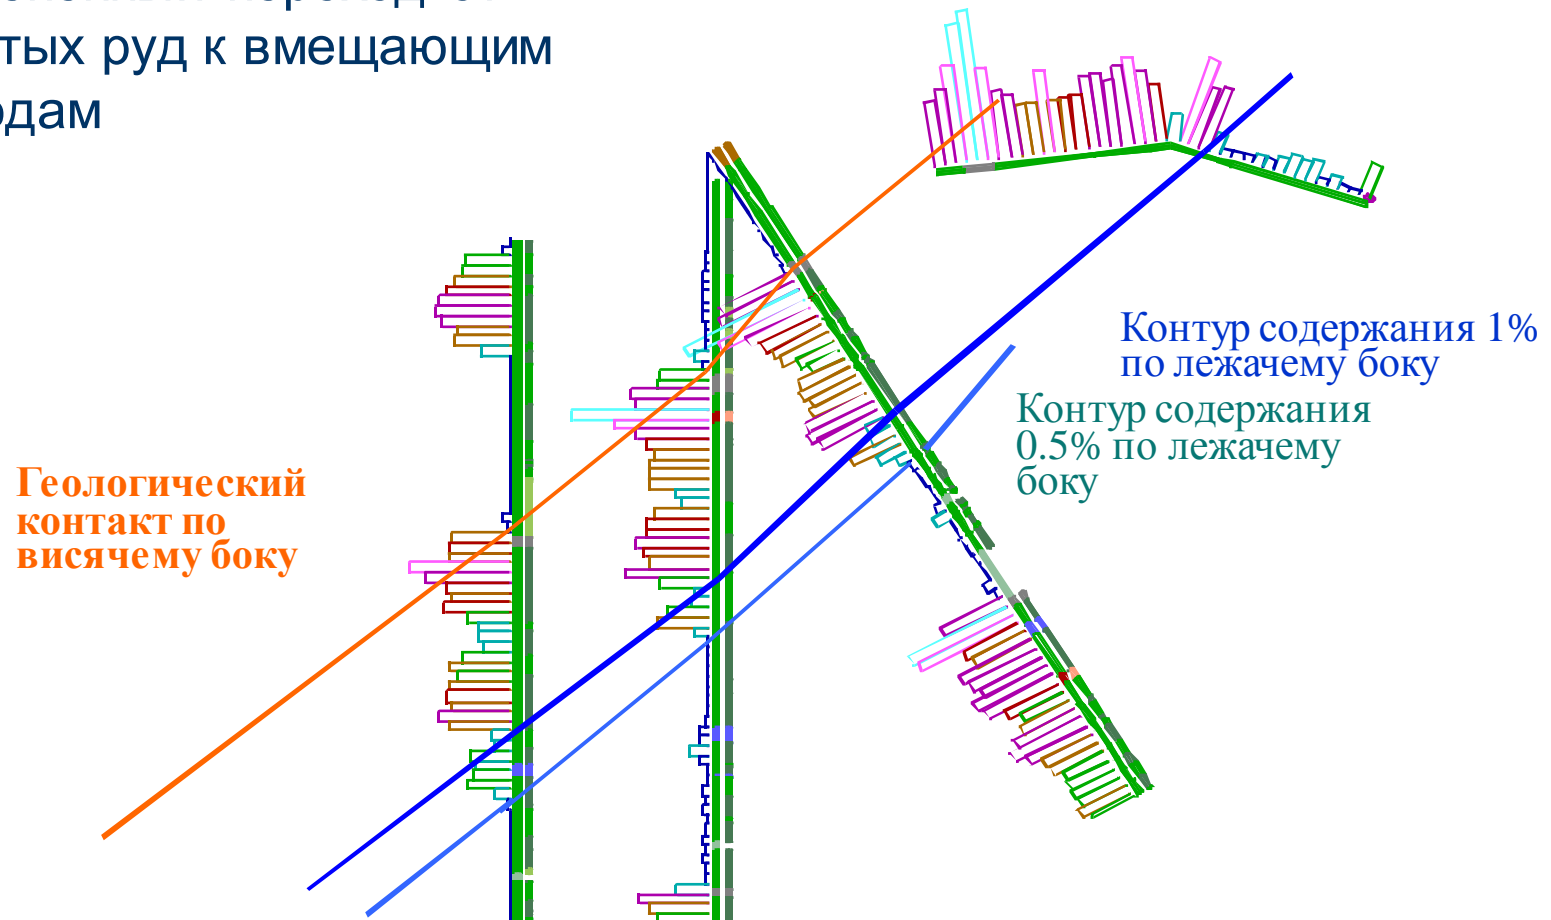 тых руд к вмещающим
одам
Контур содержания 1%
по лежачему боку
Контур содержания
0.5% по лежачему
боку
Геологический
контакт по
висячему боку